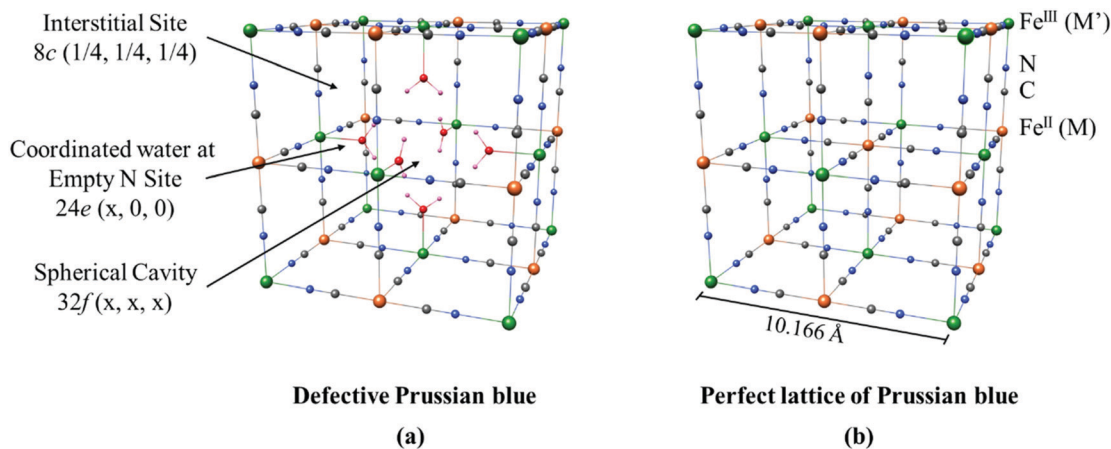 Interstitial Site
8c (1/4, 1/4, 1/4)
Coordinated water at
Empty N Site
24e (x, 0, 0)
Spherical Cavity
32f (x, x, x)
Defective Prussian blue
(a)
Fe^III (M’)
N
C
Fe^II (M)
10.166 Å
Perfect lattice of Prussian blue
(b)